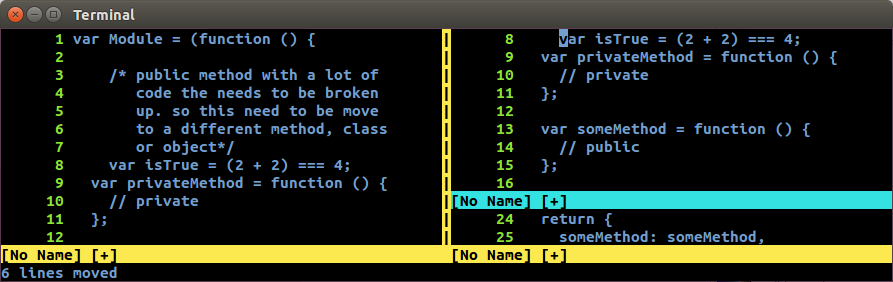 Terminal
1 var Module = (function () {
2
3 /* public method with a lot of
4 code the needs to be broken
5 up. so this need to be move
6 to a different method, class
7 or object*/
8 var isTrue = (2 + 2) === 4;
9 var privateMethod = function () {
10 // private
11 };
12
[No Name] [+]
8 var isTrue = (2 + 2) === 4;
9 var privateMethod = function () {
10 // private
11 };
12
13 var someMethod = function () {
14 // public
15 };
16
[No Name] [+]
24 return {
25 someMethod: someMethod,
[No Name] [+]
6 lines moved